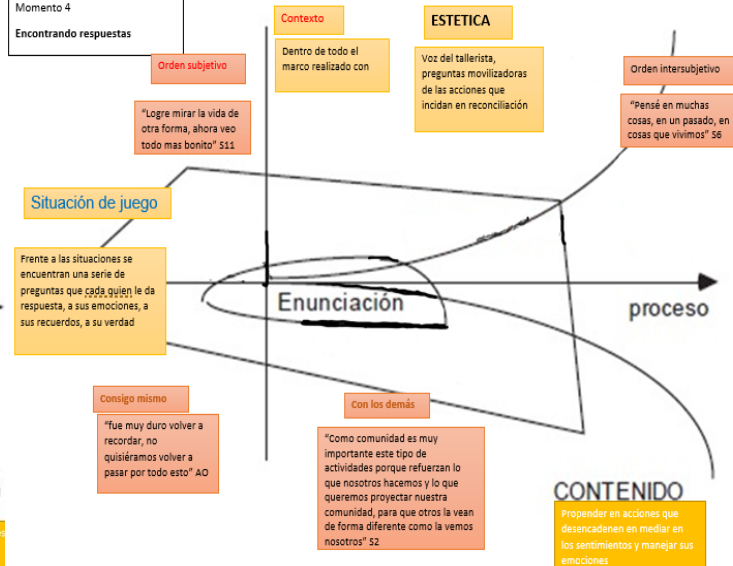 Momento 4
Encontrando respuestas
Contexto
Dentro de todo el
marco realizado con
ESTETICA
Voz del tallerista,
preguntas movilizadoras
de las acciones que
incidan en reconciliación
Orden subjetivo
"Logre mirar la vida de
otra forma, ahora veo
todo mas bonito" S11
Orden intersubjetivo
"Pensé en muchas
cosas, en un pasado, en
cosas que vivimos" S6
Situación de juego
Frente a las situaciones se
encuentran una serie de
preguntas que cada quien le da
respuesta, a sus emociones, a
sus recuerdos, a su verdad
Enunciación
proceso
Consigo mismo
"fue muy duro volver a
recordar, no
quisiéramos volver a
pasar por todo esto" AO
Con los demás
"Como comunidad es muy
importante este tipo de
actividades porque refuerzan lo
que nosotros hacemos y lo que
queremos proyectar nuestra
comunidad, para que otros la vean
de forma diferente como la vemos
nosotros" S2
CONTENIDO
Propender en acciones que
desencadenen en mediar en
los sentimientos y manejar sus
emociones